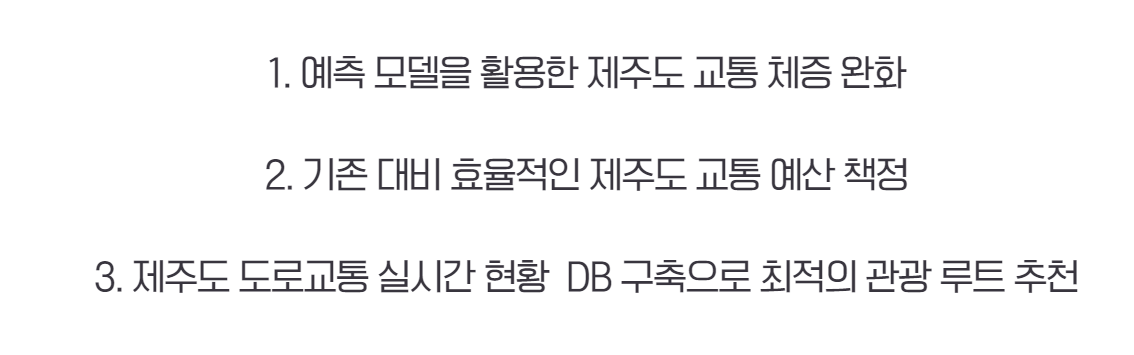 1. 예측 모델을 활용한 제주도 교통 체증 완화
2. 기존 대비 효율적인 제주도 교통 예산 책정
3. 제주도 도로교통 실시간 현황 DB 구축으로 최적의 관광 루트 추천